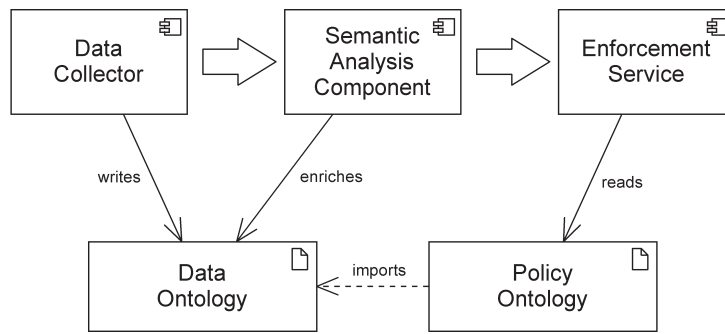 Data
Collector
Semantic
Analysis
Component
Enforcement
Service
writes
enriches
reads
Data
Ontology
imports
Policy
Ontology